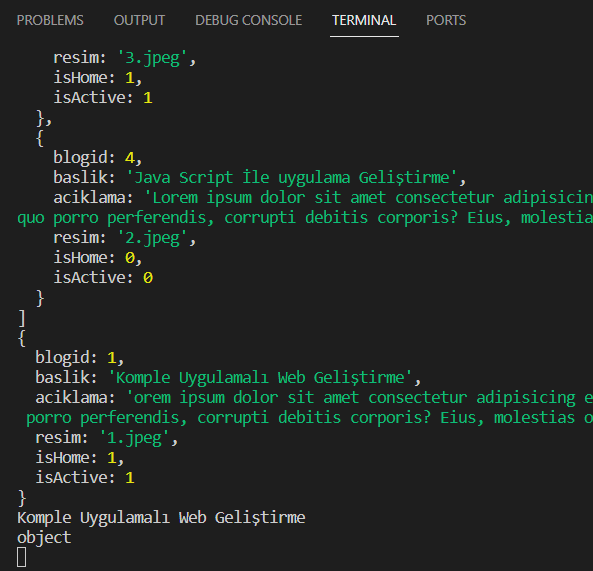 PROBLEMS OUTPUT DEBUG CONSOLE TERMINAL PORTS
resim: '3.jpeg',
isHome: 1,
isActive: 1
},
{
blogid: 4,
baslik: 'Java Script İle uygulama Geliştirme',
aciklama: 'Lorem ipsum dolor sit amet consectetur adipisicin
quo porro perferendis, corrupti debitis corporis? Eius, molestia
resim: '2.jpeg',
isHome: 0,
isActive: 0
}
]
{
blogid: 1,
baslik: 'Komple Uygulamalı Web Geliştirme',
aciklama: 'orem ipsum dolor sit amet consectetur adipisicing e
porro perferendis, corrupti debitis corporis? Eius, molestias o
resim: '1.jpeg',
isHome: 1,
isActive: 1
}
Komple Uygulamalı Web Geliştirme
object